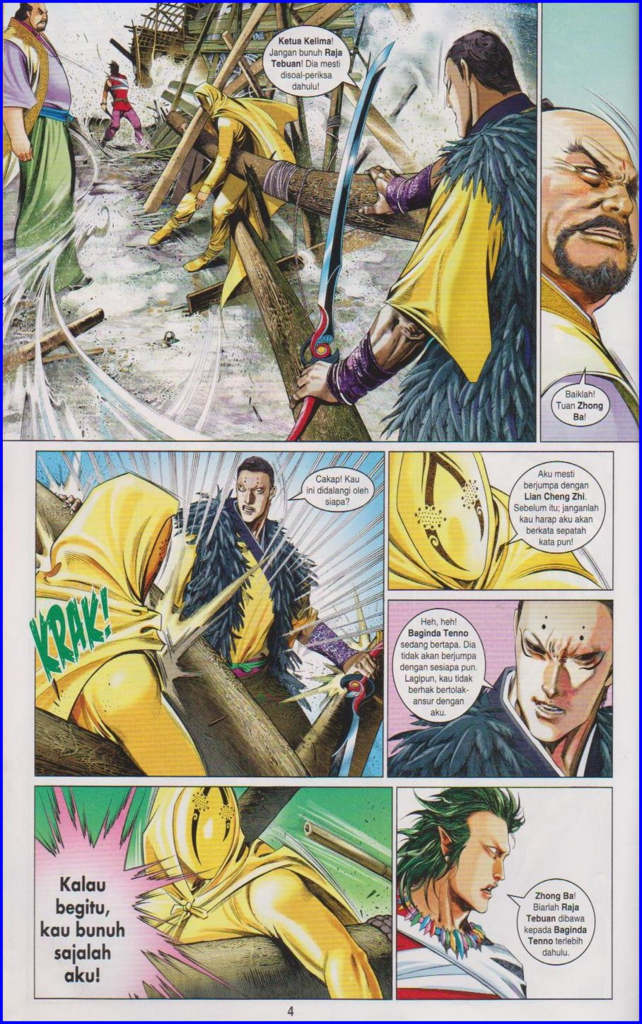 Ketua Kelima!
Jangan bunuh Raja
Tebuan! Dia mesti
disoal-periksa
dahulu!
Baiklah!
Tuan Zhong
Ba!
Cakap! Kau
ini didalangi oleh
siapa?
KRAK!
Aku mesti
berjumpa dengan
Lian Cheng Zhi.
Sebelum itu; janganlah
kau harap aku akan
berkata sepatah
kata pun!
Heh, heh!
Baginda Tenno
sedang bertapa. Dia
tidak akan berjumpa
dengan sesiapa pun.
Lagipun, kau tidak
berhak bertolak-
ansur dengan
aku.
Kalau
begitu,
kau bunuh
sajalah
aku!
Zhong Ba!
Biarlah Raja
Tebuan dibawa
kepada Baginda
Tenno terlebih
dahulu.
4